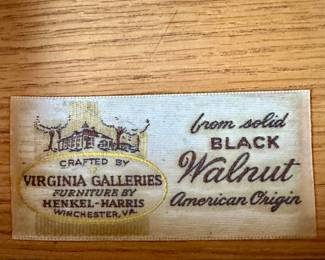 CRAFTED BY
VIRGINIA GALLERIES
FURNITURE BY
HENKEL-HARRIS
WINCHESTER, VA.
from solid
BLACK
Walnut
American Origin